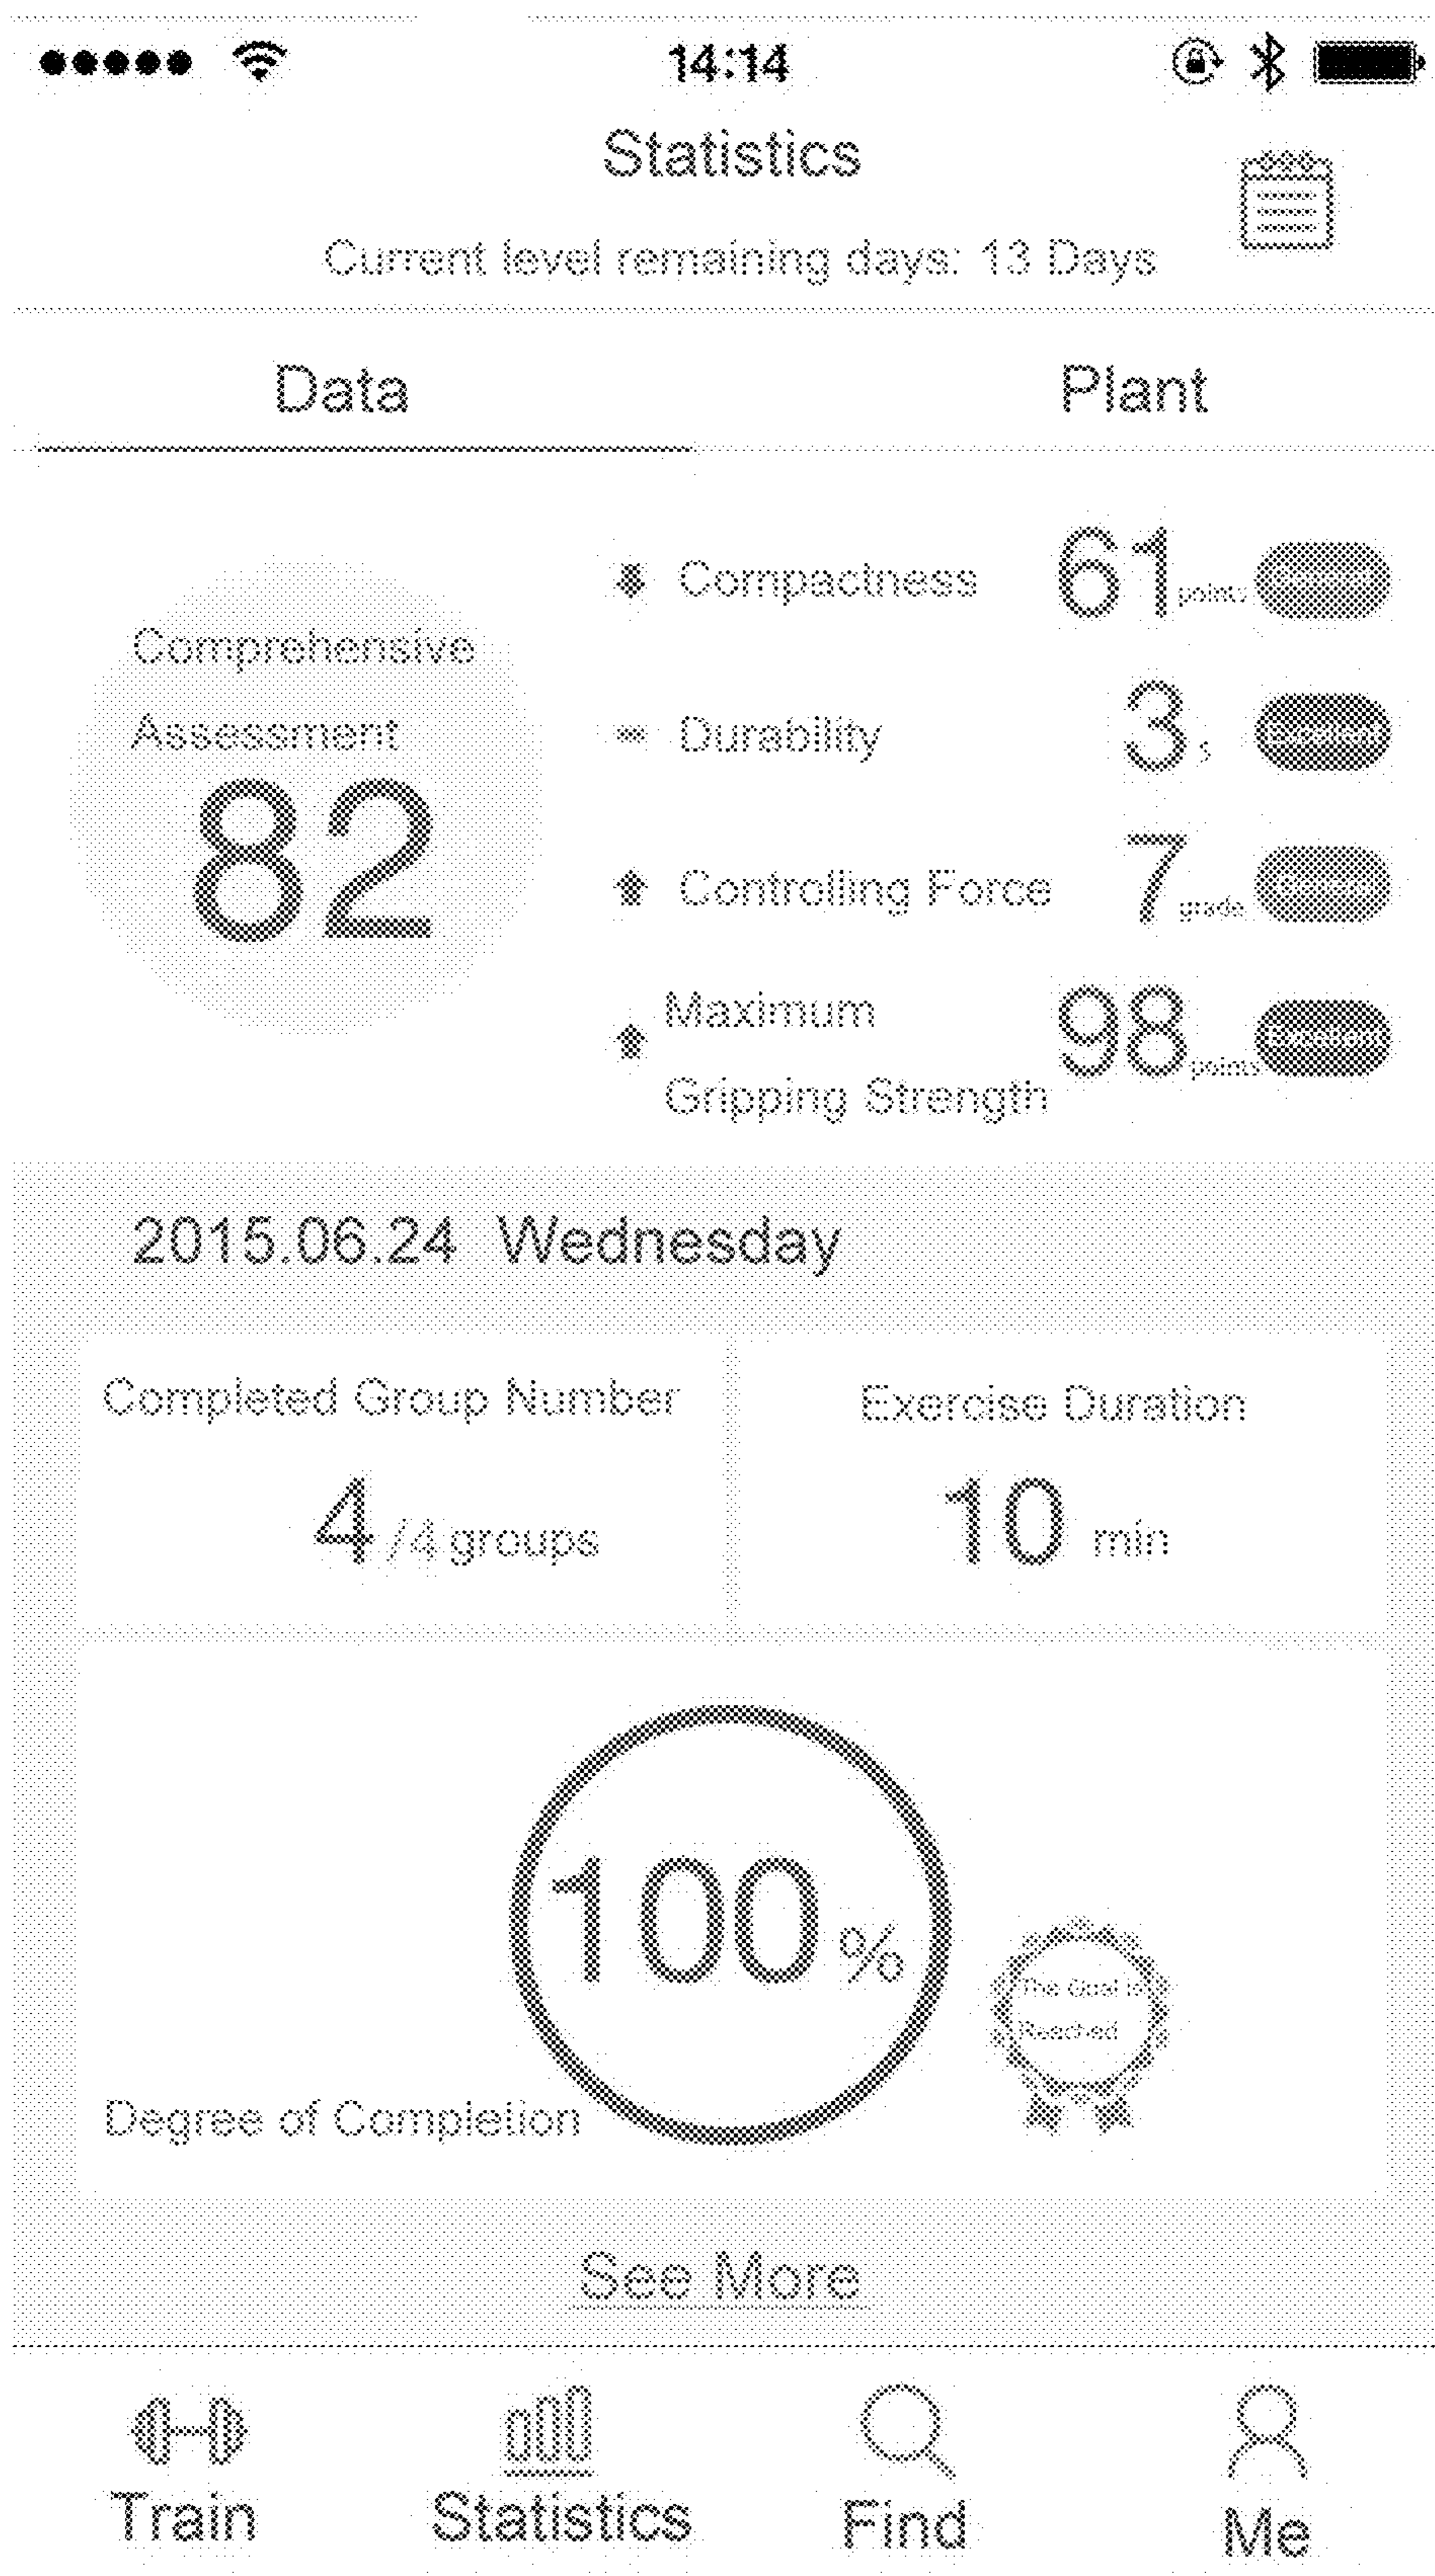 14:14
Statistics
Current level remaining days: 13 Days
Data
Plant
Comprehensive
Assessment
82
Compactness 61 points
Durability 3 s
Controlling Force 7 grade
Maximum
Gripping Strength
98 points
2015.06.24 Wednesday
Completed Group Number
4 /4 groups
Exercise Duration
10 min
100 %
The Goal is
Reached
Degree of Completion
See More
Train
Statistics
Find
Me